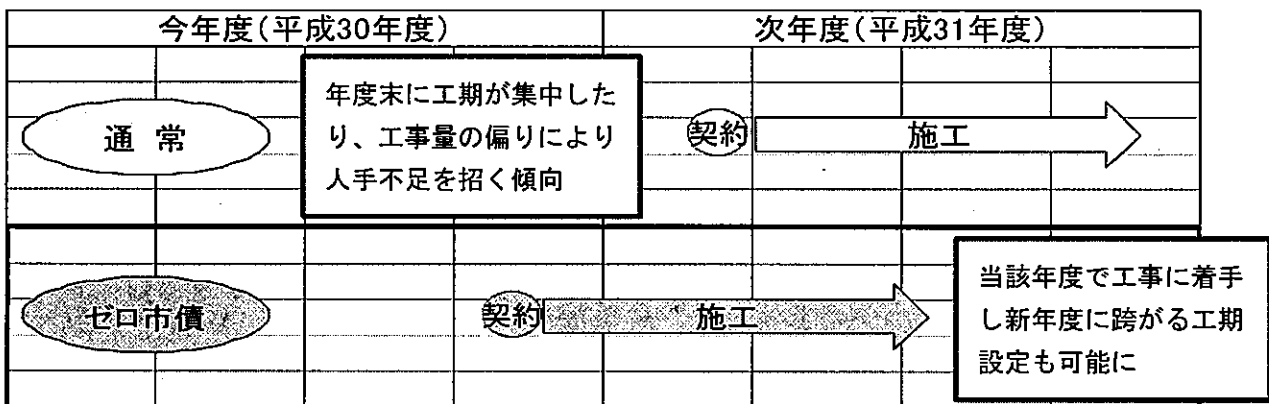 今年度(平成30年度)
次年度(平成31年度)
通常
年度末に工期が集中した
り、工事量の偏りにより
人手不足を招く傾向
契約
施工
ゼロ市債
契約
施工
当該年度で工事に着手
し新年度に跨がる工期
設定も可能に